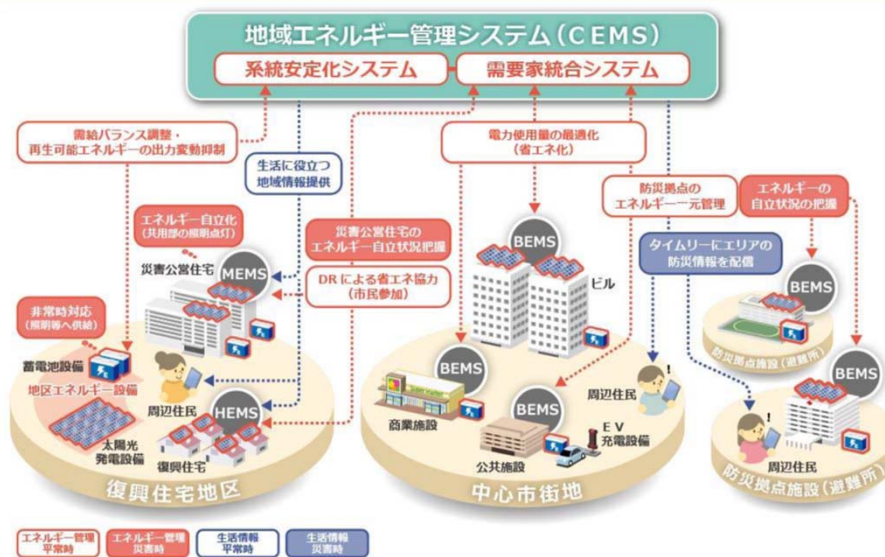 地域エネルギー管理システム(CEMS)
系統安定化システム
需要家統合システム
需給バランス調整・
再生可能エネルギーの出力変動抑制
生活に役立つ
地域情報提供
電力使用量の最適化
(省エネ化)
防災拠点の
エネルギー一元管理
エネルギーの
自立状況の把握
エネルギー自立化
(共用部の照明点灯)
災害公営住宅の
エネルギー自立状況把握
タイムリーにエリアの
防災情報を配信
災害公営住宅
MEMS
DRによる省エネ協力
(市民参加)
BEMS
ビル
BEMS
防災拠点施設(避難所)
非常時対応
(照明等へ供給)
蓄電池設備
地区エネルギー設備
周辺住民
太陽光
発電設備
HEMS
復興住宅
復興住宅地区
BEMS
商業施設
BEMS
公共施設
EV
充電設備
周辺住民
!
中心市街地
BEMS
!
周辺住民
防災拠点施設(避難所)
エネルギー管理
平常時
エネルギー管理
災害時
生活情報
平常時
生活情報
災害時